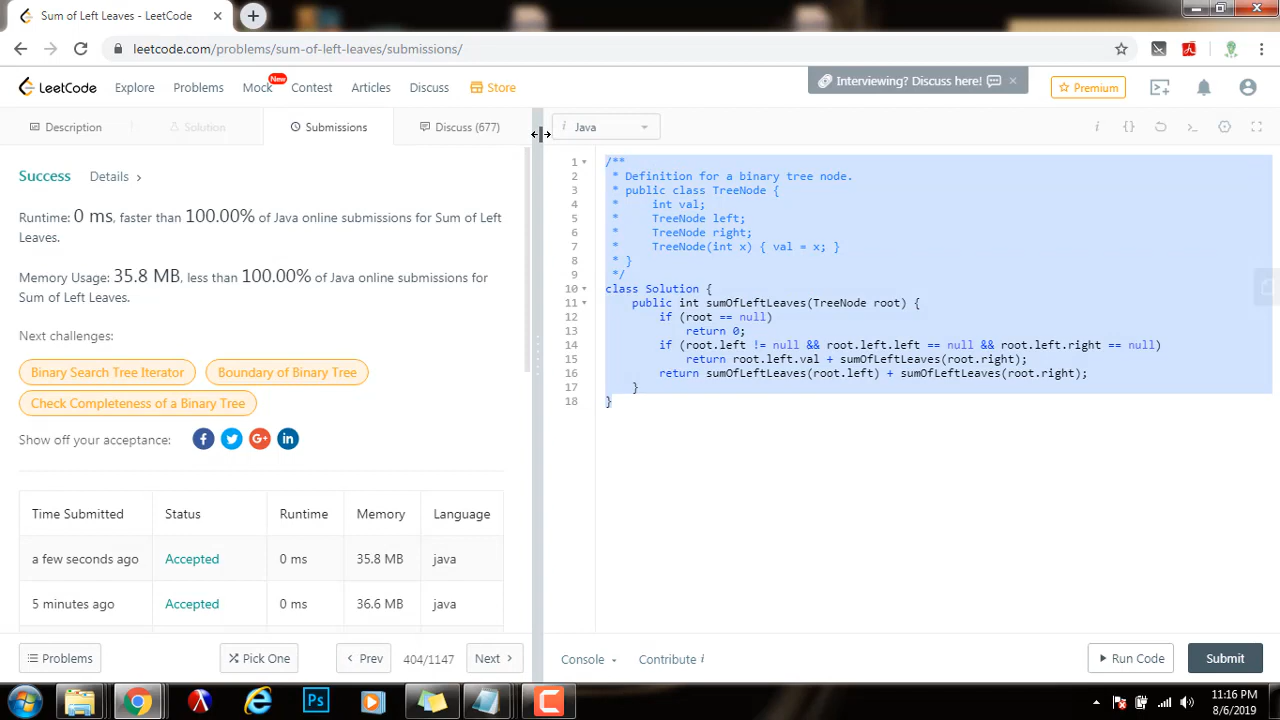 Sum of Left Leaves - LeetCode
leetcode.com/problems/sum-of-left-leaves/submissions/
LeetCode
Explore
Problems
Mock
New
Contest
Articles
Discuss
Store
Interviewing? Discuss here!
Premium
Description
Solution
Submissions
Discuss (677)
i Java
Success
Details
Runtime: 0 ms, faster than 100.00% of Java online submissions for Sum of Left
Leaves.
Memory Usage: 35.8 MB, less than 100.00% of Java online submissions for
Sum of Left Leaves.
Next challenges:
Binary Search Tree Iterator
Boundary of Binary Tree
Check Completeness of a Binary Tree
Show off your acceptance:
Time Submitted Status Runtime Memory Language
a few seconds ago Accepted 0 ms 35.8 MB java
5 minutes ago Accepted 0 ms 36.6 MB java
Problems
Pick One
Prev
404/1147
Next
1 /**
2  * Definition for a binary tree node.
3  * public class TreeNode {
4  *     int val;
5  *     TreeNode left;
6  *     TreeNode right;
7  *     TreeNode(int x) { val = x; }
8  * }
9  */
10 class Solution {
11     public int sumOfLeftLeaves(TreeNode root) {
12         if (root == null)
13             return 0;
14         if (root.left != null && root.left.left == null && root.left.right == null)
15             return root.left.val + sumOfLeftLeaves(root.right);
16         return sumOfLeftLeaves(root.left) + sumOfLeftLeaves(root.right);
17     }
18 }
Console
Contribute i
Run Code
Submit
Ps
11:16 PM
8/6/2019